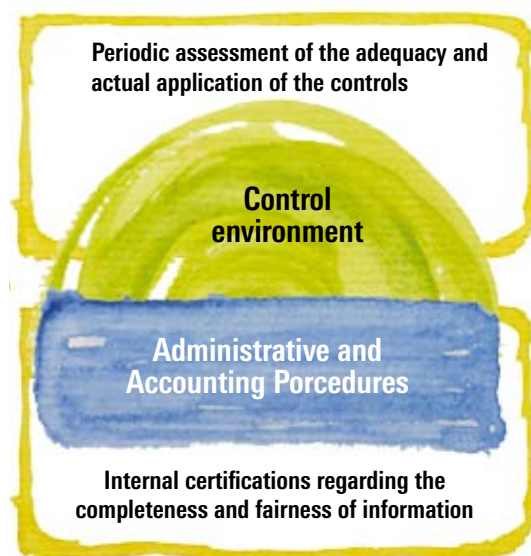 Periodic assessment of the adequacy and
actual application of the controls
Control
environment
Administrative and
Accounting Porcedures
Internal certifications regarding the
completeness and fairness of information